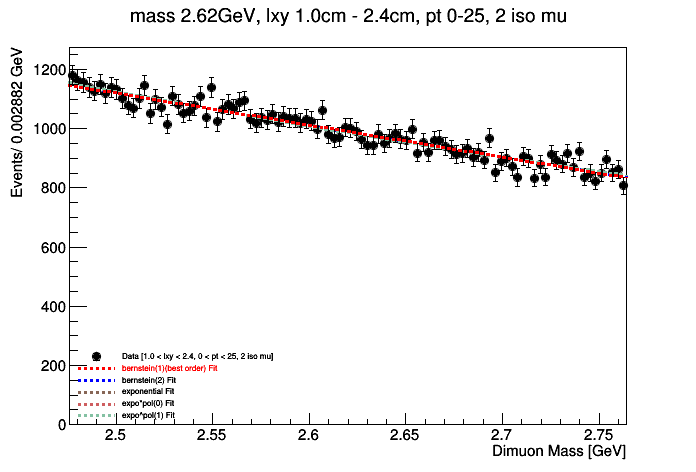 mass 2.62GeV, lxy 1.0cm - 2.4cm, pt 0-25, 2 iso mu
Events/ 0.002882 GeV
1200
1000
800
600
400
200
0
Data [1.0 < lxy < 2.4, 0 < pt < 25, 2 iso mu]
bernstein(1)(best order) Fit
bernstein(2) Fit
exponential Fit
expo*pol(0) Fit
expo*pol(1) Fit
2.5 2.55 2.6 2.65 2.7 2.75
Dimuon Mass [GeV]